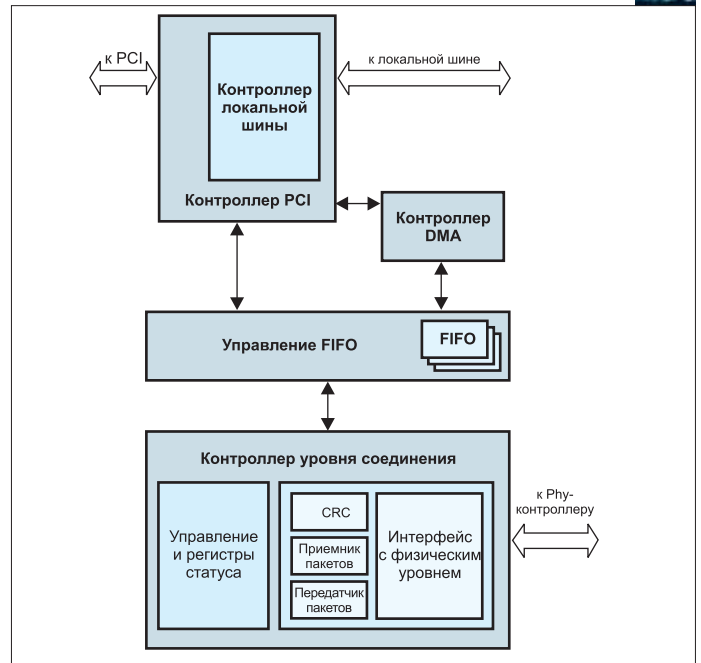 к PCI
к локальной шине
Контроллер
локальной
шины
Контроллер PCI
Контроллер
DMA
Управление FIFO
FIFO
Контроллер уровня соединения
к Phy-
контроллеру
Управление
и регистры
статуса
CRC
Приемник
пакетов
Передатчик
пакетов
Интерфейс
с физическим
уровнем